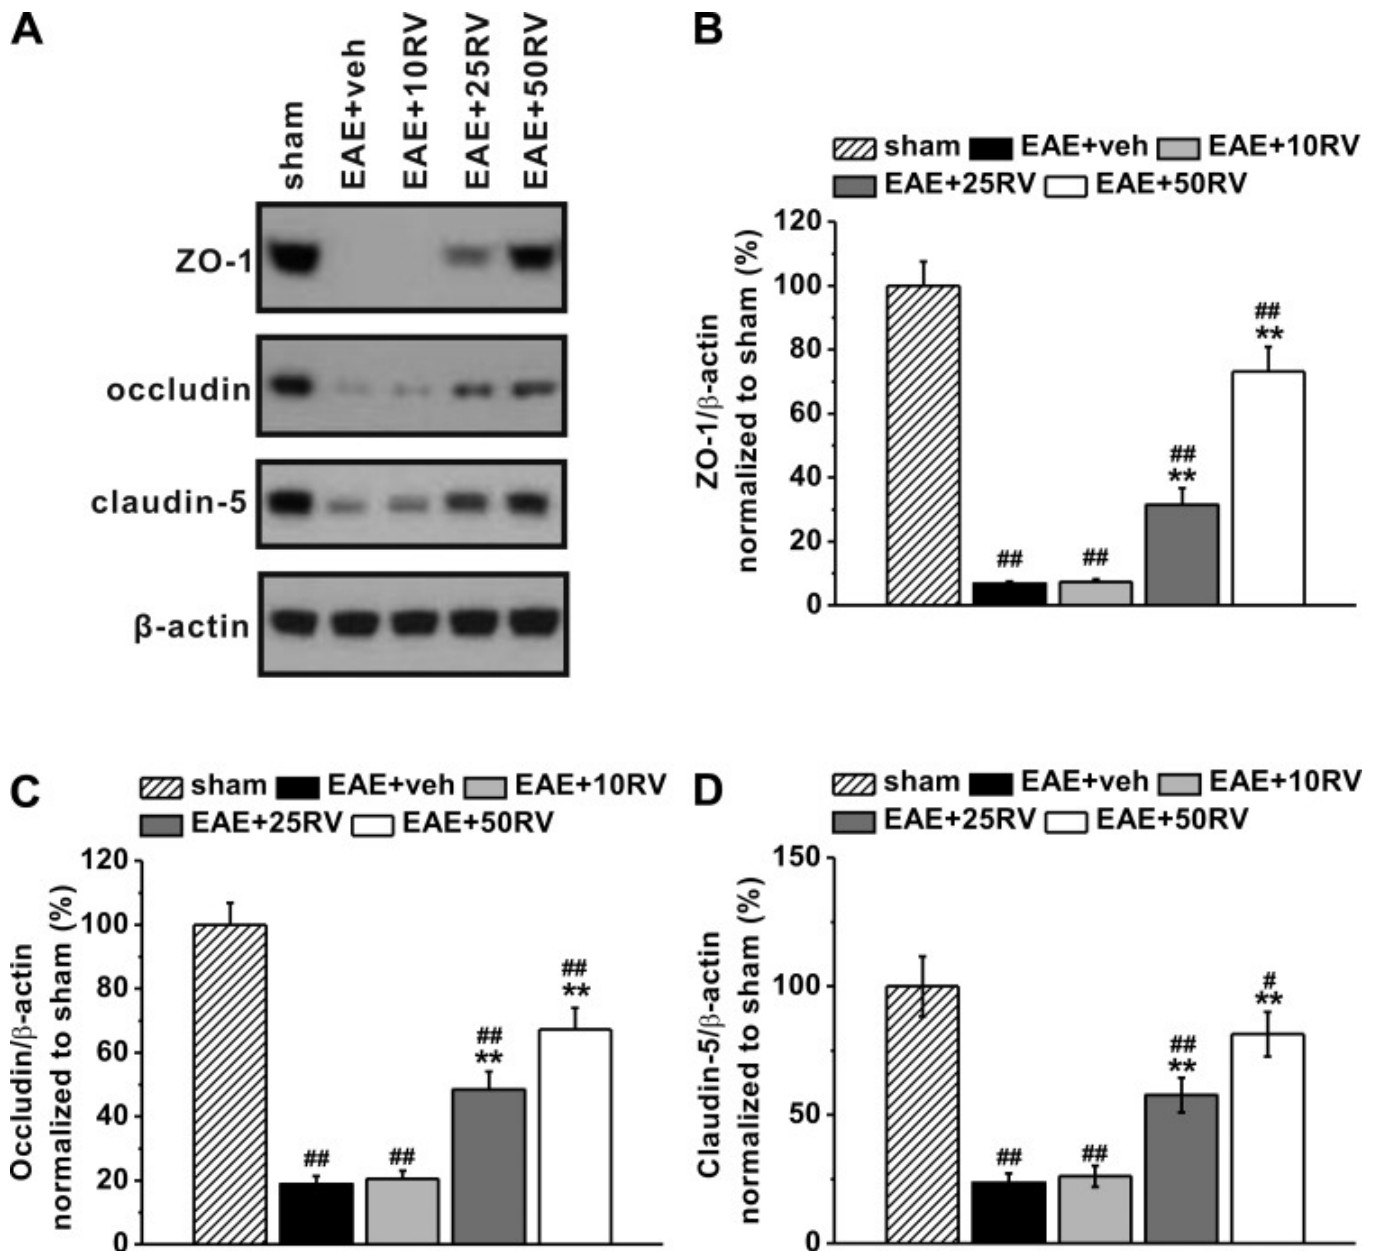 A
sham
EAE+veh
EAE+10RV
EAE+25RV
EAE+50RV
ZO-1
occludin
claudin-5
β-actin
B
sham EAE+veh EAE+10RV
EAE+25RV EAE+50RV
ZO-1/β-actin
normalized to sham (%)
120
100
80
60
40
20
0
##
##
##
**
##
**
C
sham EAE+veh EAE+10RV
EAE+25RV EAE+50RV
Occludin/β-actin
normalized to sham (%)
120
100
80
60
40
20
0
##
##
##
**
##
**
D
sham EAE+veh EAE+10RV
EAE+25RV EAE+50RV
Claudin-5/β-actin
normalized to sham (%)
150
100
50
0
##
##
##
**
#
**